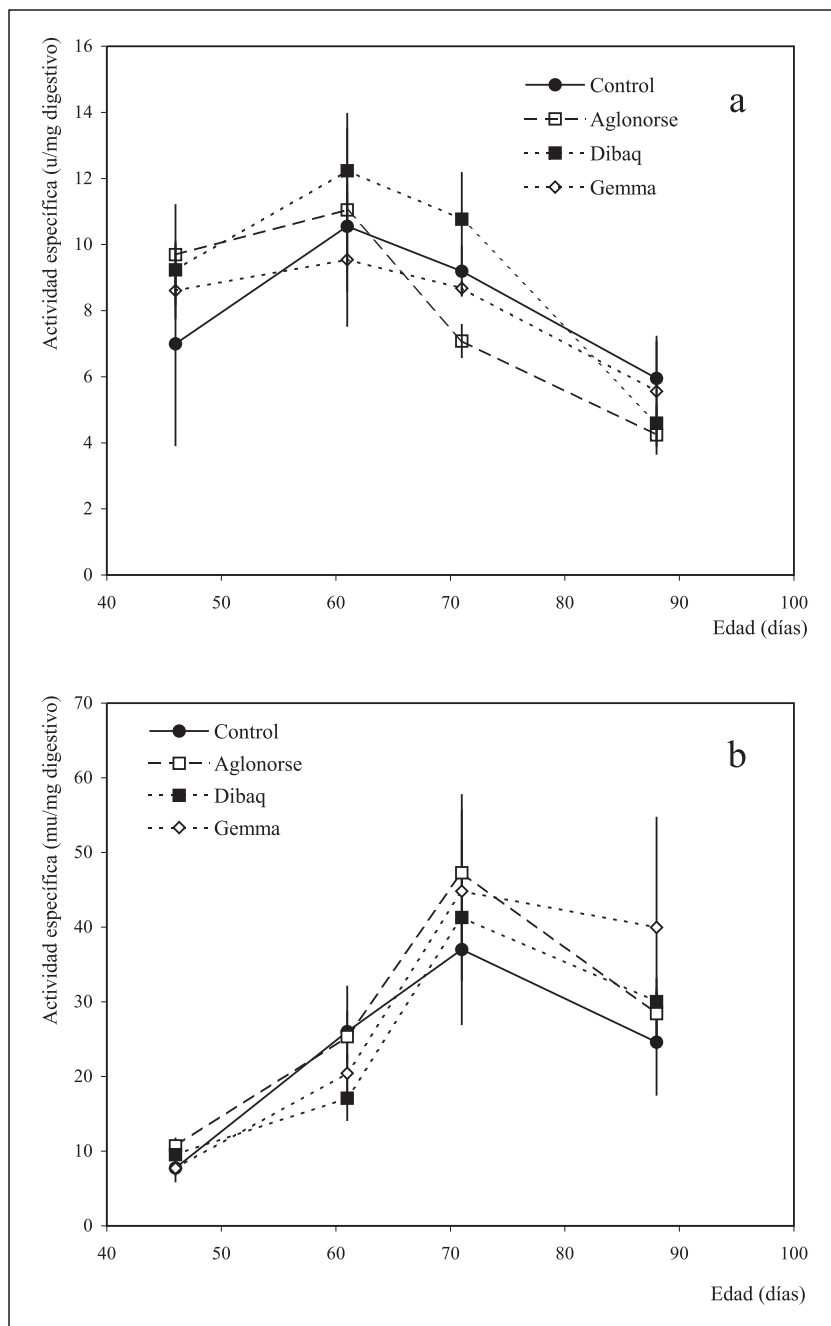 16
14
12
10
8
6
4
2
0
Actividad específica (u/mg digestivo)
Control
Aglonorse
Dibaq
Gemma
a
40
50
60
70
80
90
100
Edad (días)
70
60
50
40
30
20
10
0
Actividad específica (mu/mg digestivo)
Control
Aglonorse
Dibaq
Gemma
b
40
50
60
70
80
90
100
Edad (días)